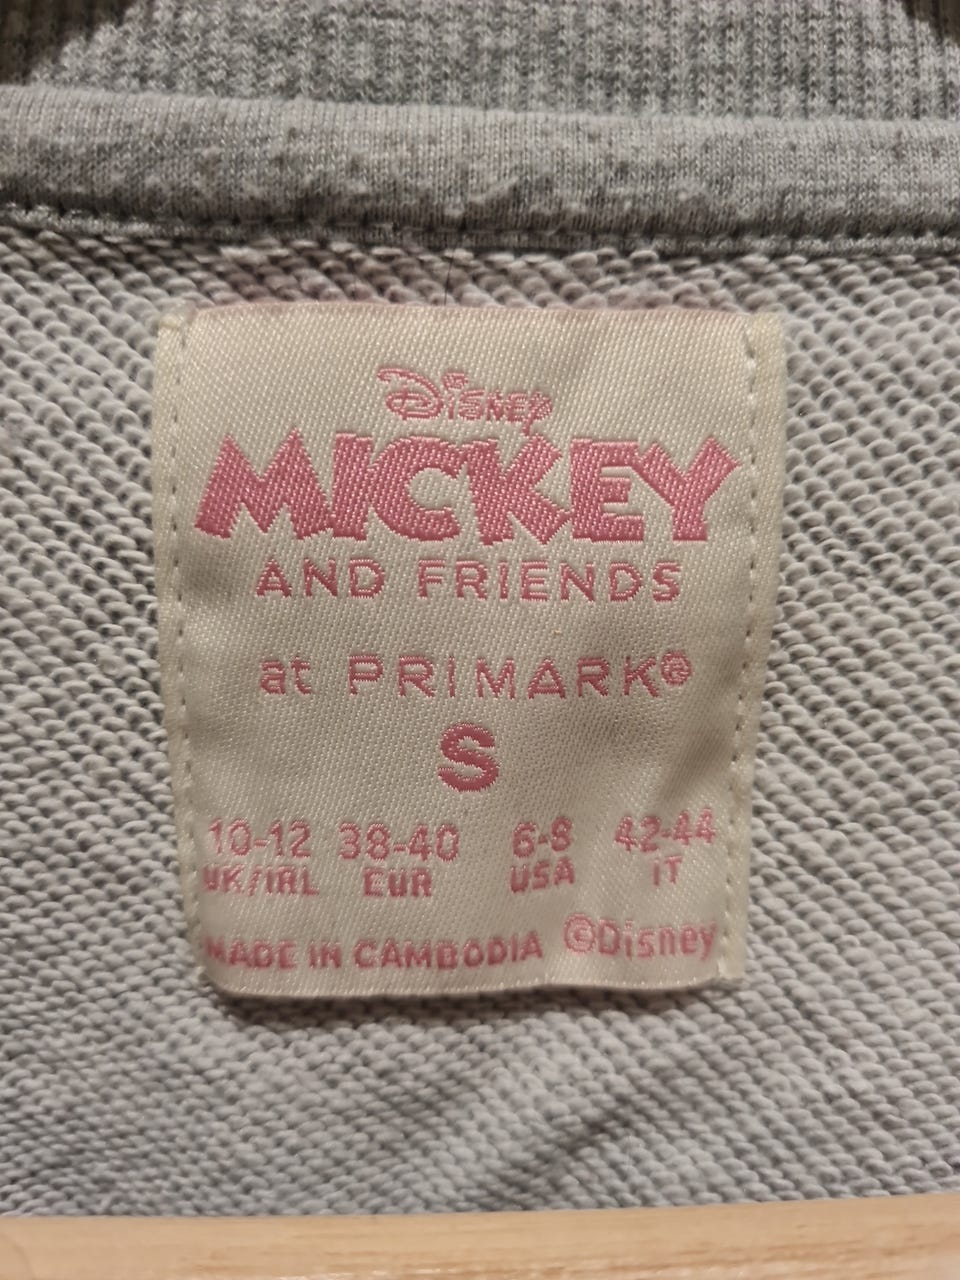 Disney
MICKEY
AND FRIENDS
at PRIMARK®
S
10-12 38-40 6-8 42-44
UK/IRL EUR USA IT
MADE IN CAMBODIA ©Disney